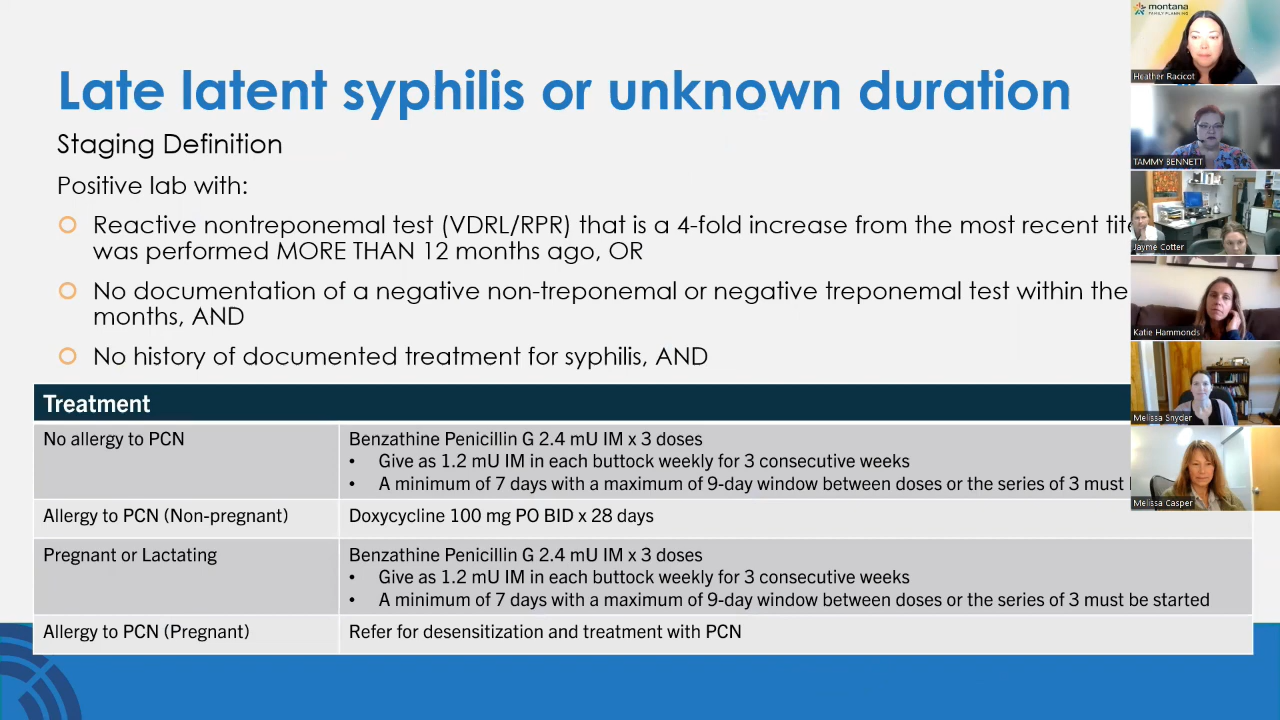 Late latent syphilis or unknown duration
Staging Definition
Positive lab with:
Reactive nontreponemal test (VDRL/RPR) that is a 4-fold increase from the most recent
was performed MORE THAN 12 months ago, OR
No documentation of a negative non-treponemal or negative treponemal test within the
months, AND
No history of documented treatment for syphilis, AND
Treatment
No allergy to PCN
Benzathine Penicillin G 2.4 mU IM x 3 doses
• Give as 1.2 mU IM in each buttock weekly for 3 consecutive weeks
• A minimum of 7 days with a maximum of 9-day window between doses or the series of 3 must
Allergy to PCN (Non-pregnant)
Doxycycline 100 mg PO BID x 28 days
Pregnant or Lactating
Benzathine Penicillin G 2.4 mU IM x 3 doses
• Give as 1.2 mU IM in each buttock weekly for 3 consecutive weeks
• A minimum of 7 days with a maximum of 9-day window between doses or the series of 3 must be started
Allergy to PCN (Pregnant)
Refer for desensitization and treatment with PCN
montana
FAMILY PLANNING
Heather Racicot
TAMMY BENNETT
Jayme Cotter
Katie Hammonds
Melissa Snyder
Melissa Casper